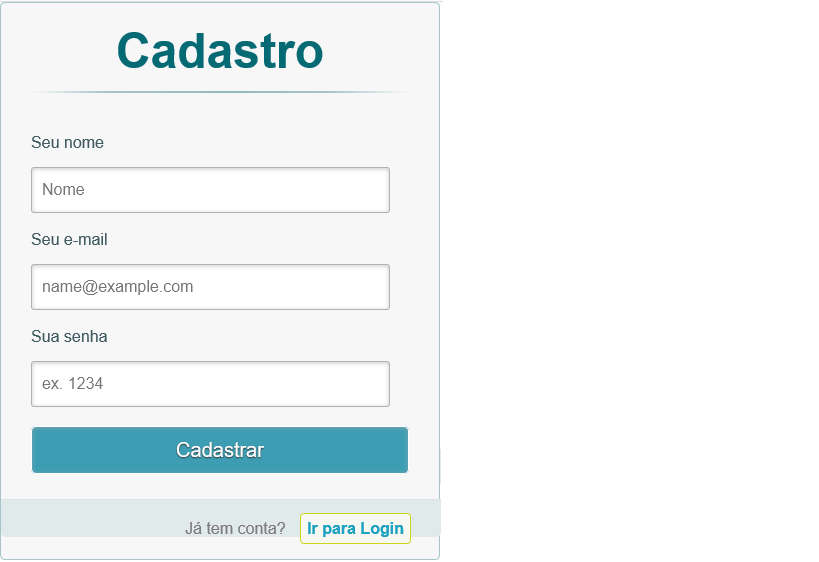 Cadastro
Seu nome
Nome
Seu e-mail
name@example.com
Sua senha
ex. 1234
Cadastrar
Já tem conta? Ir para Login